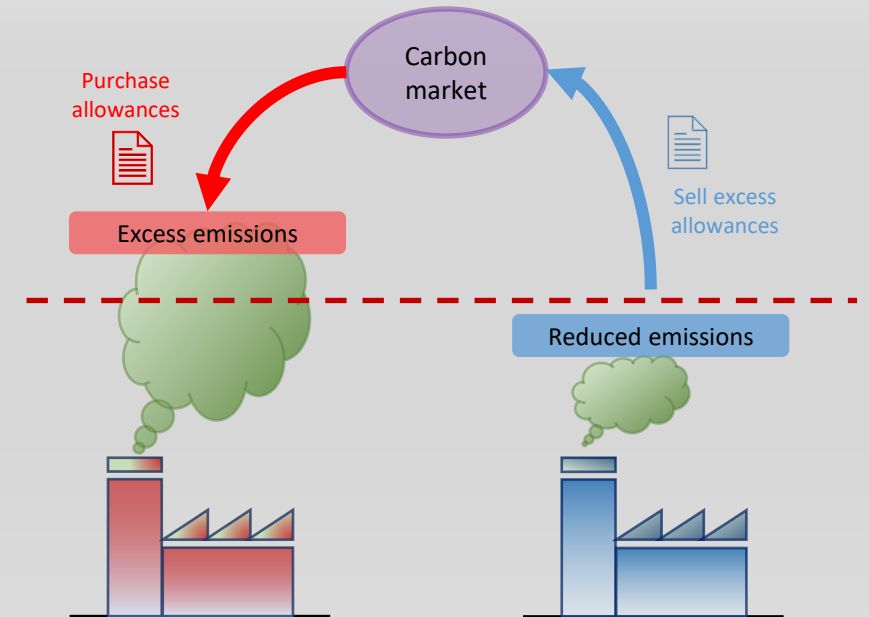 Carbon
market
Purchase
allowances
Sell excess
allowances
Excess emissions
Reduced emissions